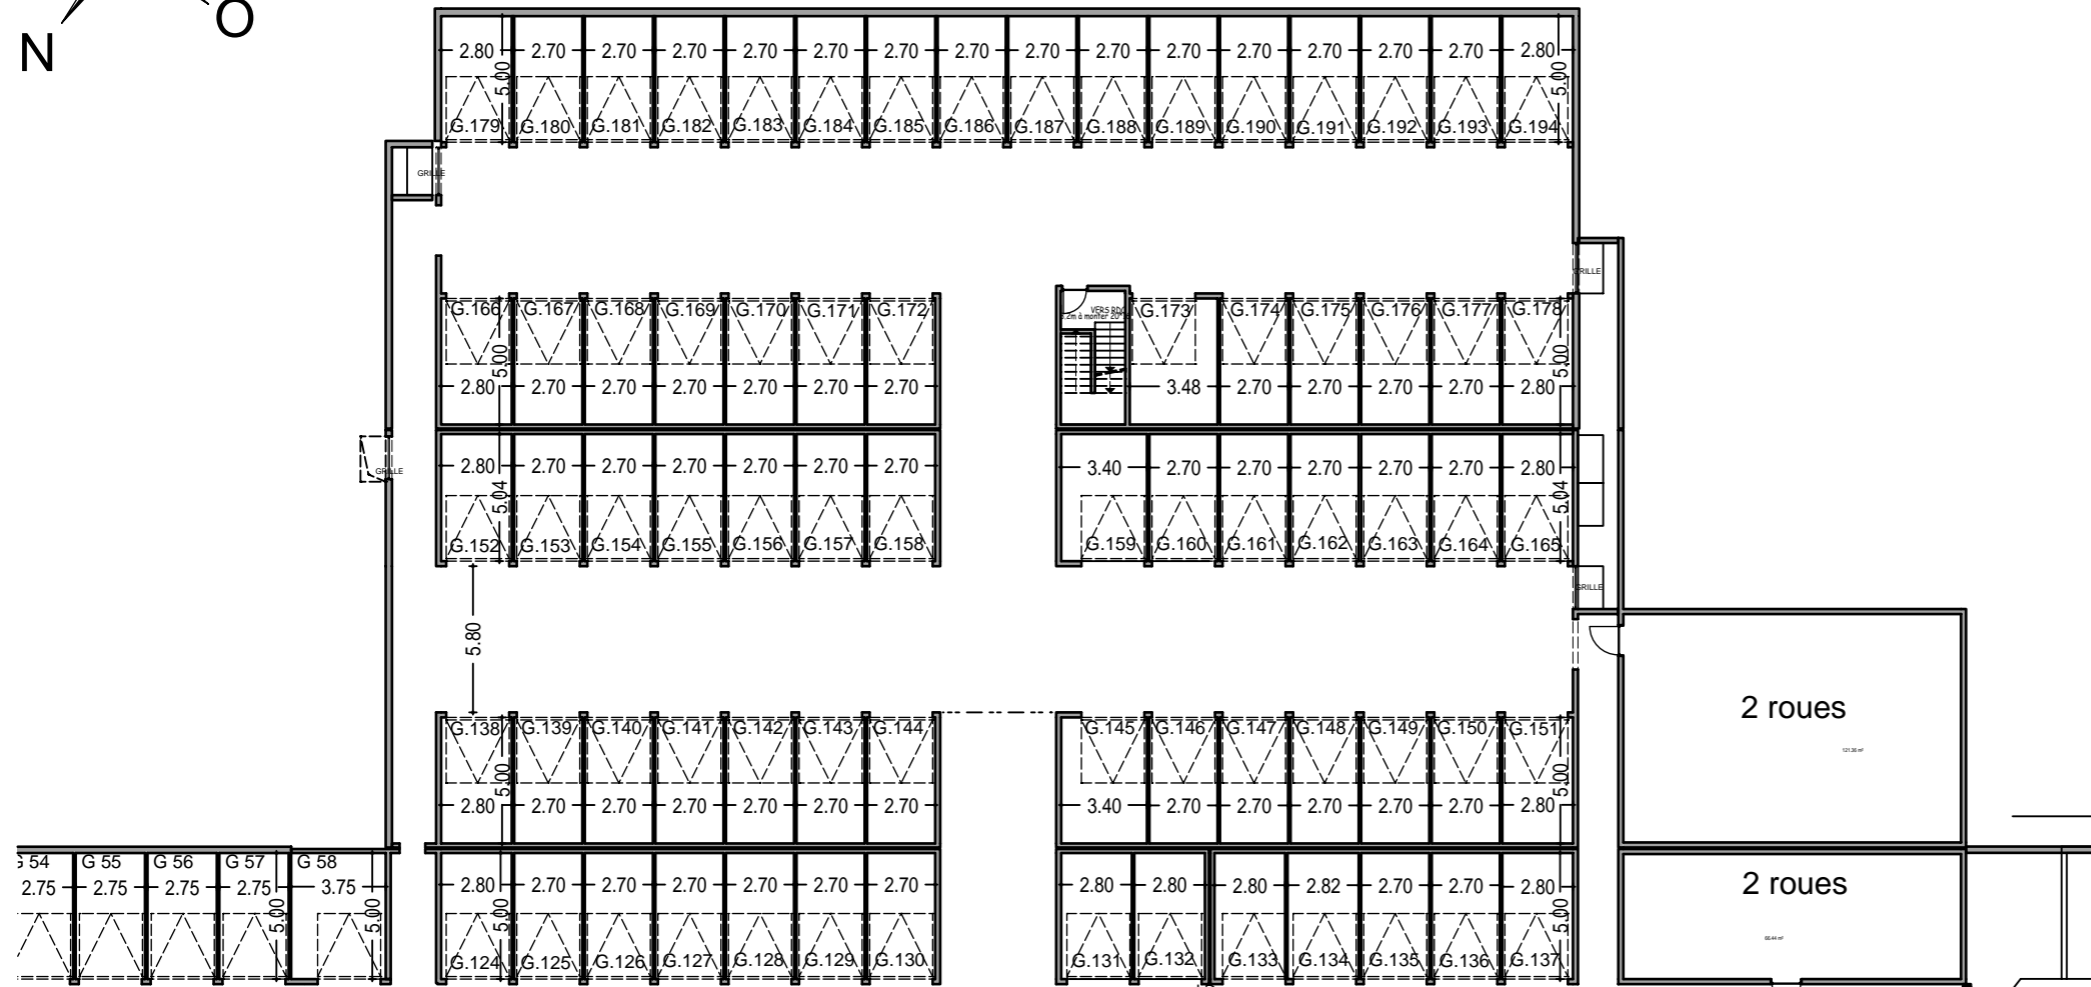 N
O
2.80 2.70 2.70 2.70 2.70 2.70 2.70 2.70 2.70 2.70 2.70 2.70 2.70 2.70 2.70 2.80
5.00 5.00
G.179 G.180 G.181 G.182 G.183 G.184 G.185 G.186 G.187 G.188 G.189 G.190 G.191 G.192 G.193 G.194
GRILLE
GRILLE
G.166 G.167 G.168 G.169 G.170 G.171 G.172 VERS RDC G.173 G.174 G.175 G.176 G.177 G.178
5.00 5.00
2.80 2.70 2.70 2.70 2.70 2.70 2.70 3.48 2.70 2.70 2.70 2.70 2.80
GRILLE
2.80 2.70 2.70 2.70 2.70 2.70 2.70 3.40 2.70 2.70 2.70 2.70 2.70 2.80
5.04 5.04
G.152 G.153 G.154 G.155 G.156 G.157 G.158 G.159 G.160 G.161 G.162 G.163 G.164 G.165
GRILLE
5.80
G.138 G.139 G.140 G.141 G.142 G.143 G.144 G.145 G.146 G.147 G.148 G.149 G.150 G.151
2 roues
121.36 m²
5.00 5.00
2.80 2.70 2.70 2.70 2.70 2.70 2.70 3.40 2.70 2.70 2.70 2.70 2.70 2.80
G 54 G 55 G 56 G 57 G 58
2.75 2.75 2.75 2.75 3.75 2.80 2.70 2.70 2.70 2.70 2.70 2.70 2.80 2.80 2.80 2.82 2.70 2.70 2.80
2 roues
5.00 5.00 5.00 5.00
G.124 G.125 G.126 G.127 G.128 G.129 G.130 G.131 G.132 G.133 G.134 G.135 G.136 G.137